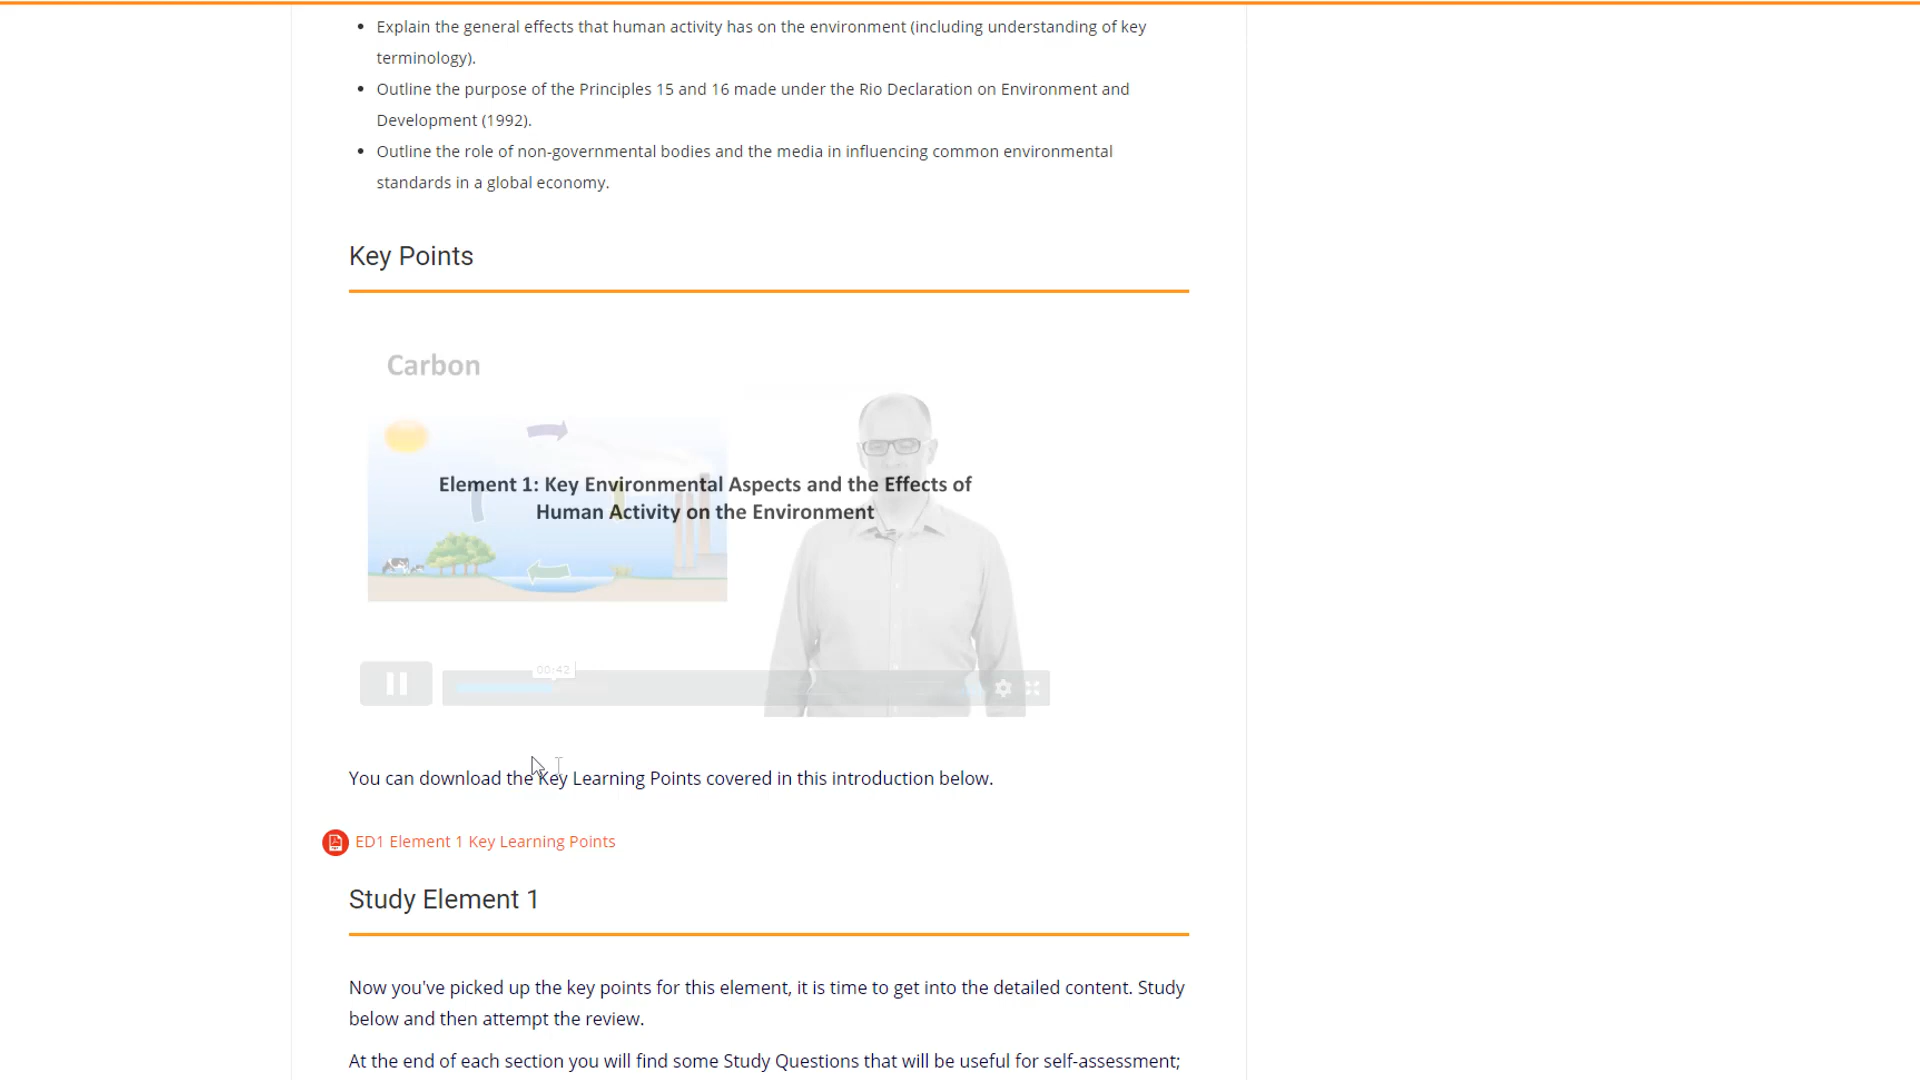 Explain the general effects that human activity has on the environment (including understanding of key
terminology).
Outline the purpose of the Principles 15 and 16 made under the Rio Declaration on Environment and
Development (1992).
Outline the role of non-governmental bodies and the media in influencing common environmental
standards in a global economy.
Key Points
Carbon
Element 1: Key Environmental Aspects and the Effects of
Human Activity on the Environment
00:42
You can download the Key Learning Points covered in this introduction below.
ED1 Element 1 Key Learning Points
Study Element 1
Now you've picked up the key points for this element, it is time to get into the detailed content. Study
below and then attempt the review.
At the end of each section you will find some Study Questions that will be useful for self-assessment;